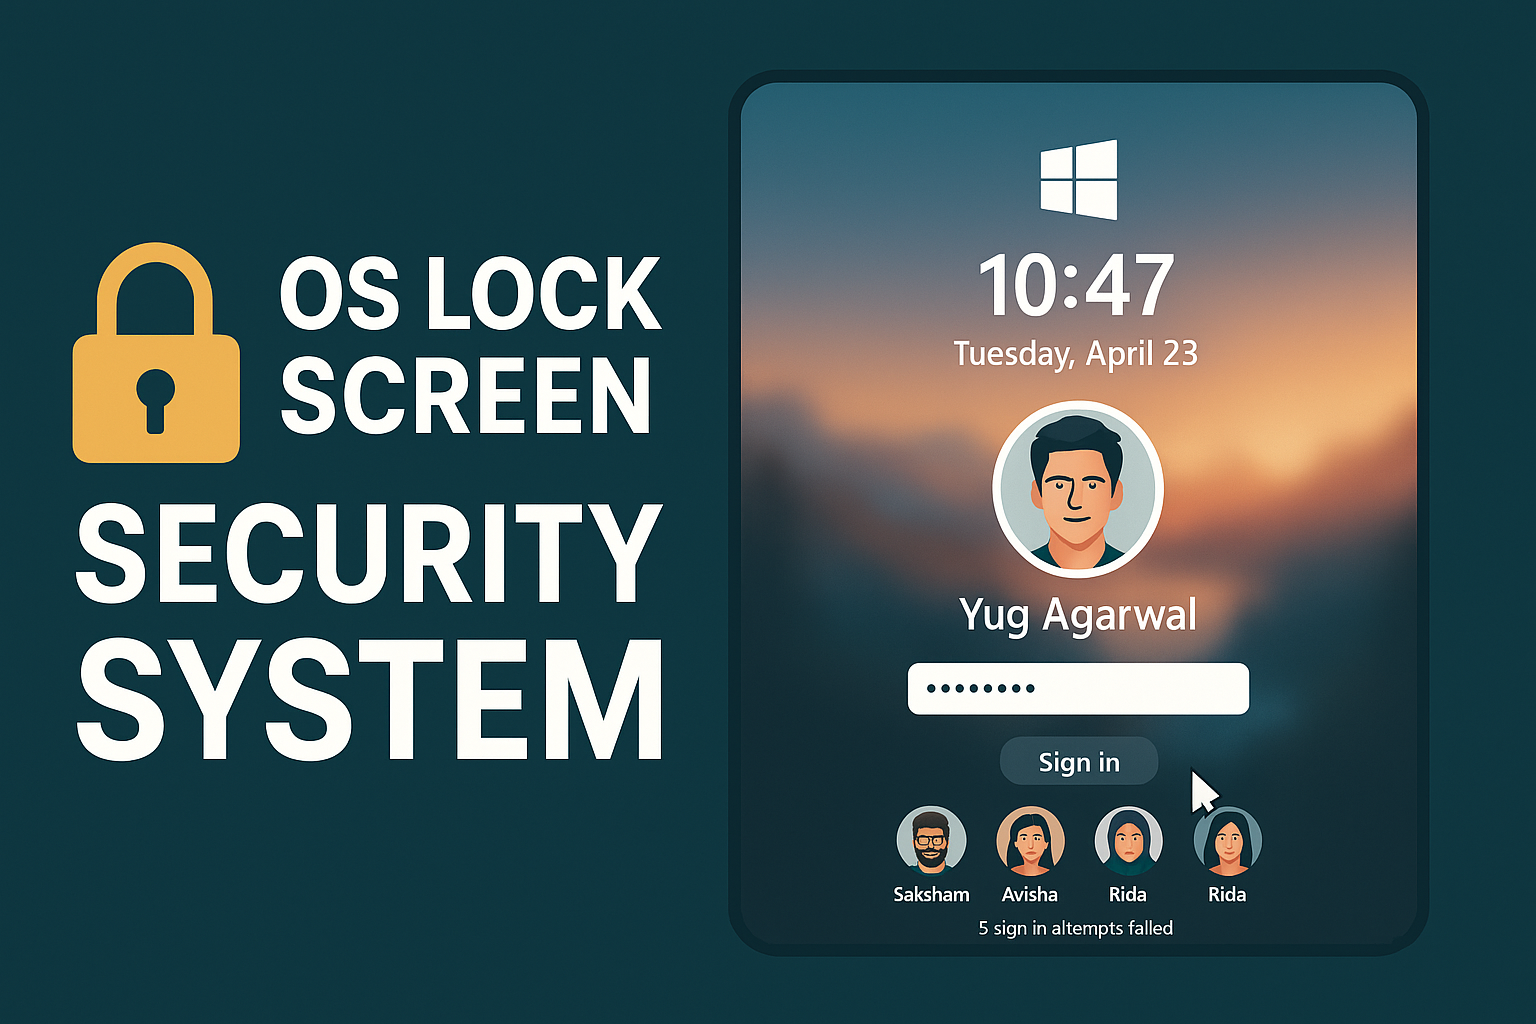 OS LOCK
SCREEN
SECURITY
SYSTEM
10:47
Tuesday, April 23
Yug Agarwal
••••••••
Sign in
Saksham Avisha Rida Rida
5 sign in altempts falled